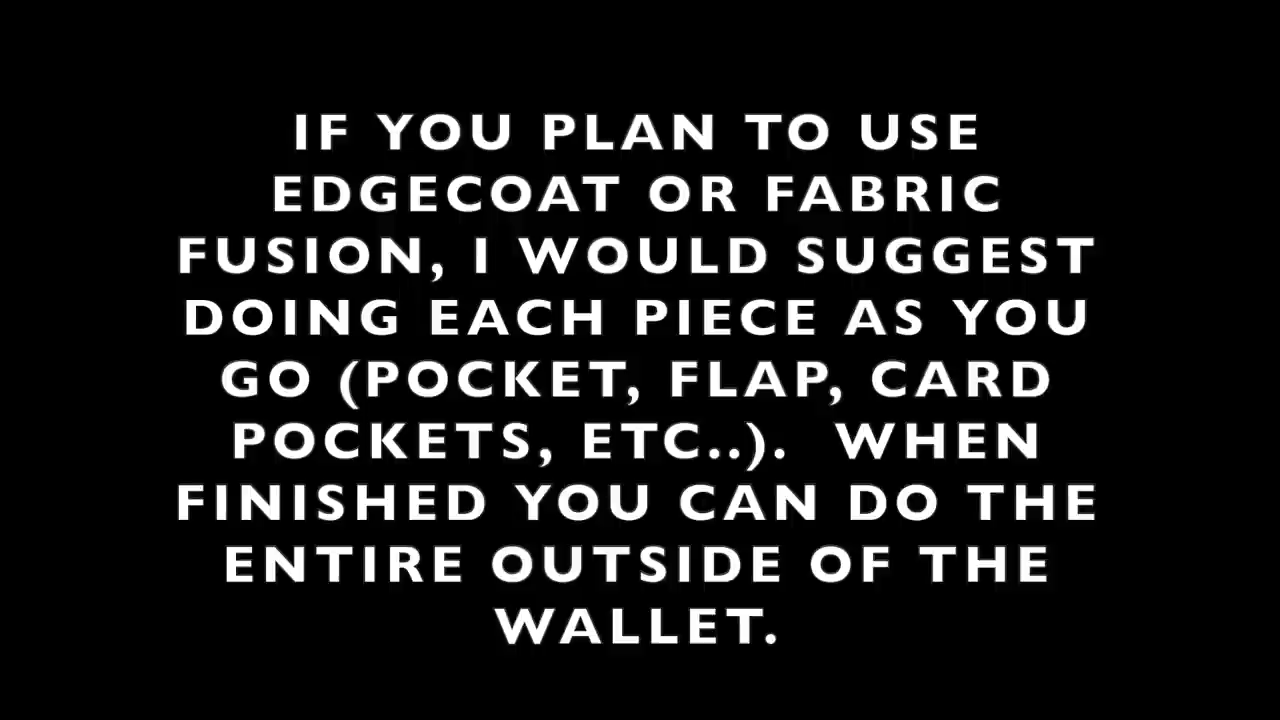 IF YOU PLAN TO USE
EDGECOAT OR FABRIC
FUSION, I WOULD SUGGEST
DOING EACH PIECE AS YOU
GO (POCKET, FLAP, CARD
POCKETS, ETC..).  WHEN
FINISHED YOU CAN DO THE
ENTIRE OUTSIDE OF THE
WALLET.